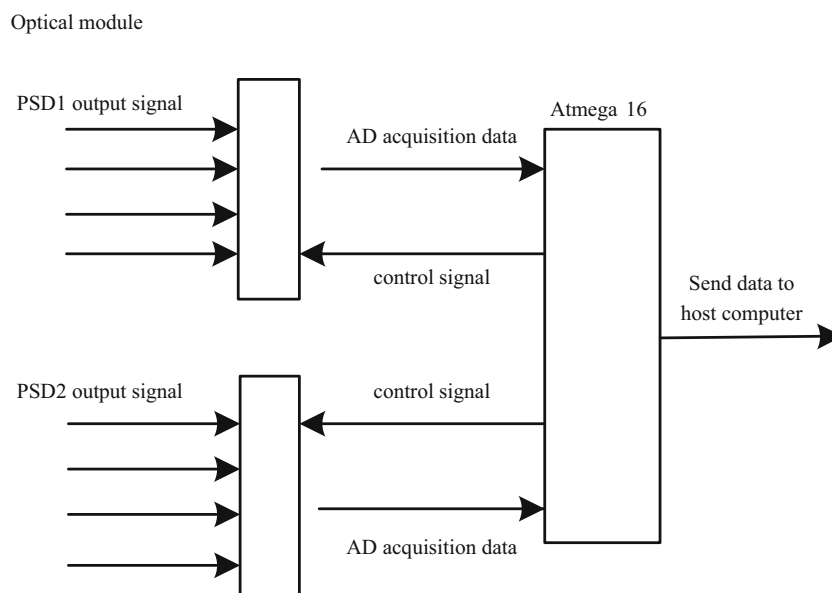 Optical module
PSD1 output signal
Atmega 16
AD acquisition data
control signal
Send data to
host computer
PSD2 output signal
control signal
AD acquisition data